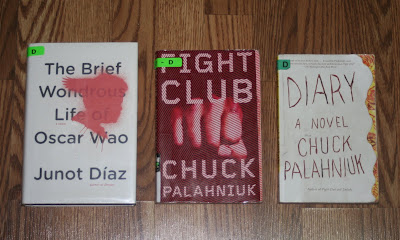 D
The Brief
Wondrous
Life of
Oscar Wao
Junot Díaz
D
FIGHT
CLUB
CHUCK
PALAHNIUK
D
DIARY
A NOVEL
CHUCK
PALAHNIUK